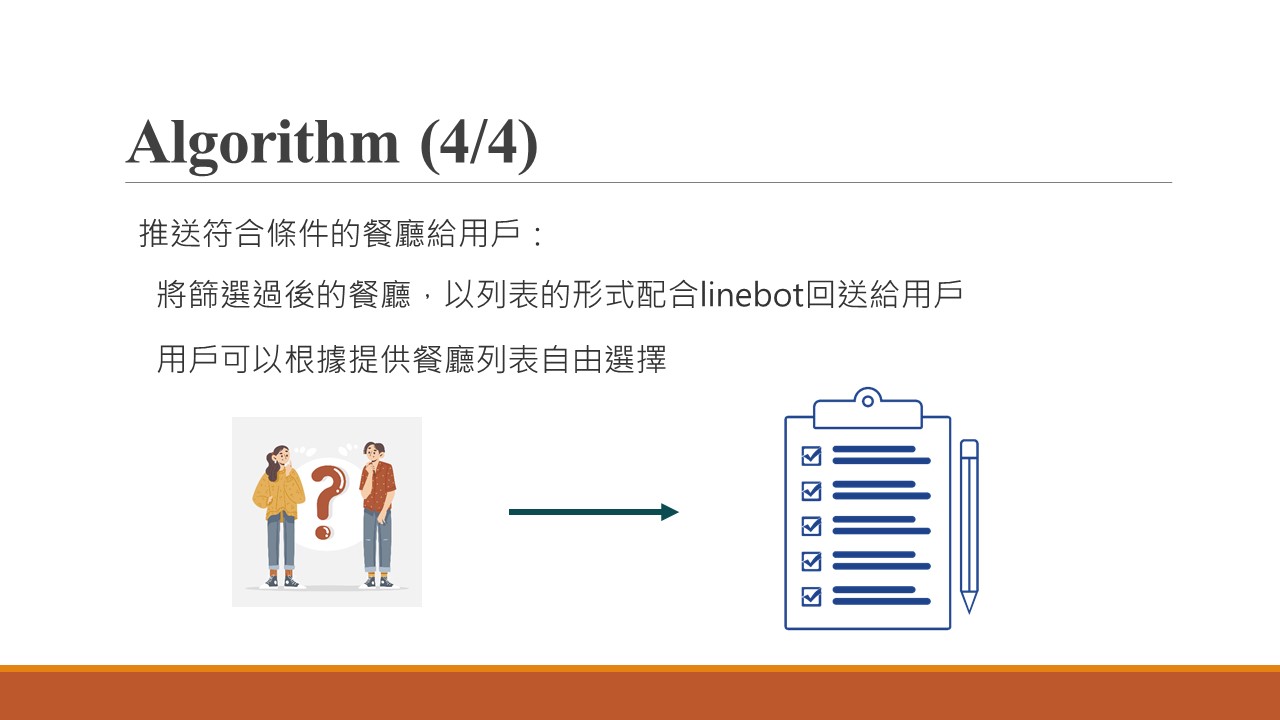 Algorithm (4/4)
推送符合條件的餐廳給用戶：
將篩選過後的餐廳，以列表的形式配合linebot回送給用戶
用戶可以根據提供餐廳列表自由選擇
?